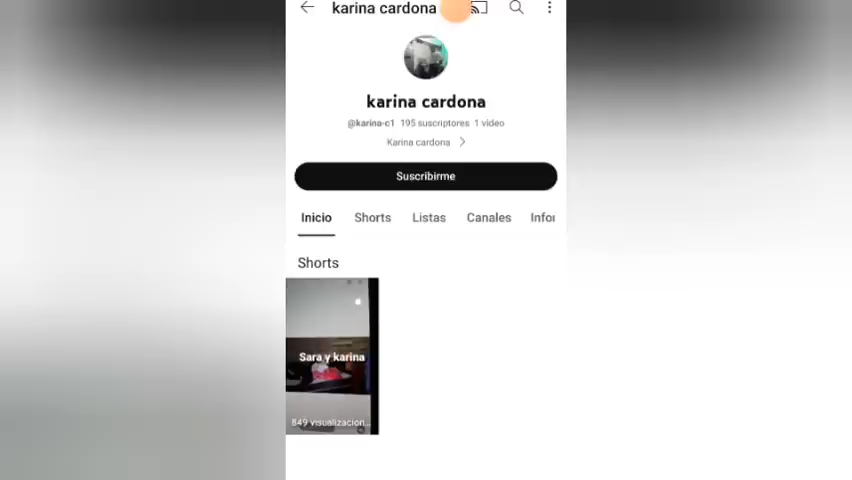 karina cardona
karina cardona
@karina-c1 195 suscriptores 1 video
Karina cardona
Suscribirme
Inicio Shorts Listas Canales Infor
Shorts
Sara y karina
849 visualizacion...